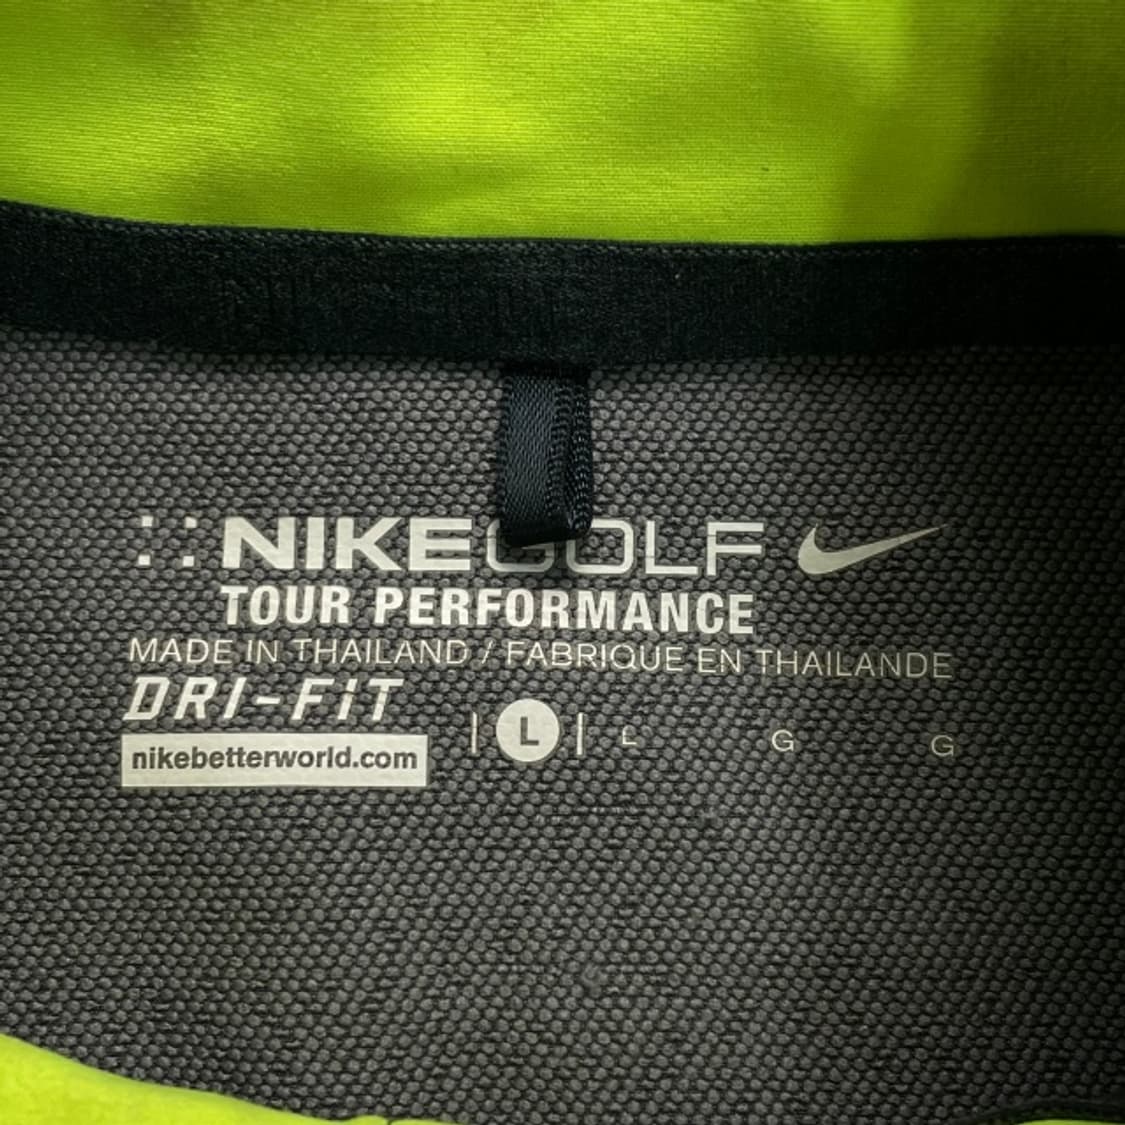 NIKEGOLF
TOUR PERFORMANCE
MADE IN THAILAND / FABRIQUE EN THAILANDE
DRI-FIT
nikebetterworld.com | L | L G G